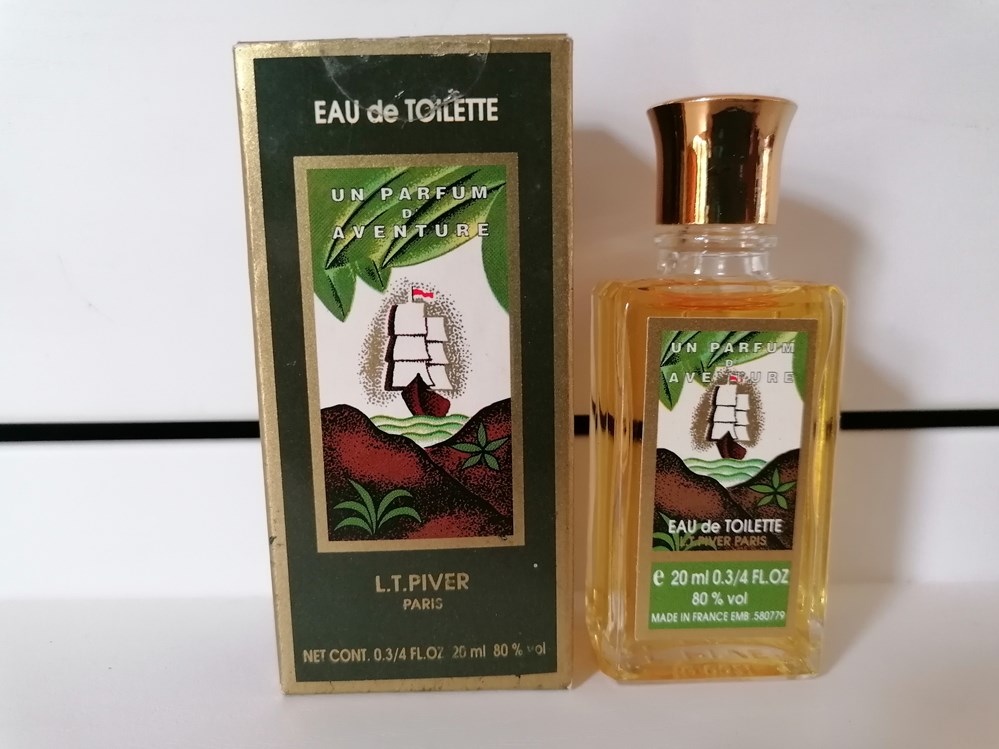 EAU de TOILETTE
UN PARFUM
D'
AVENTURE
L.T.PIVER
PARIS
NET CONT. 0.3/4 FL.OZ 20 ml 80 % vol
UN PARFUM
D'
AVENTURE
EAU de TOILETTE
L.T.PIVER PARIS
e 20 ml 0.3/4 FL.OZ
80 % vol
MADE IN FRANCE EMB.580779